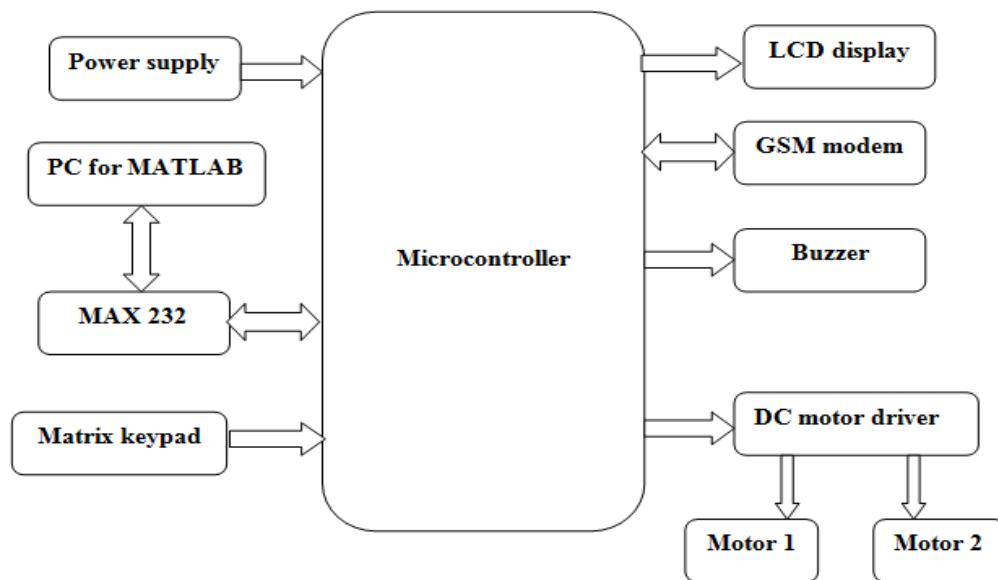 Power supply
PC for MATLAB
MAX 232
Matrix keypad
Microcontroller
LCD display
GSM modem
Buzzer
DC motor driver
Motor 1
Motor 2